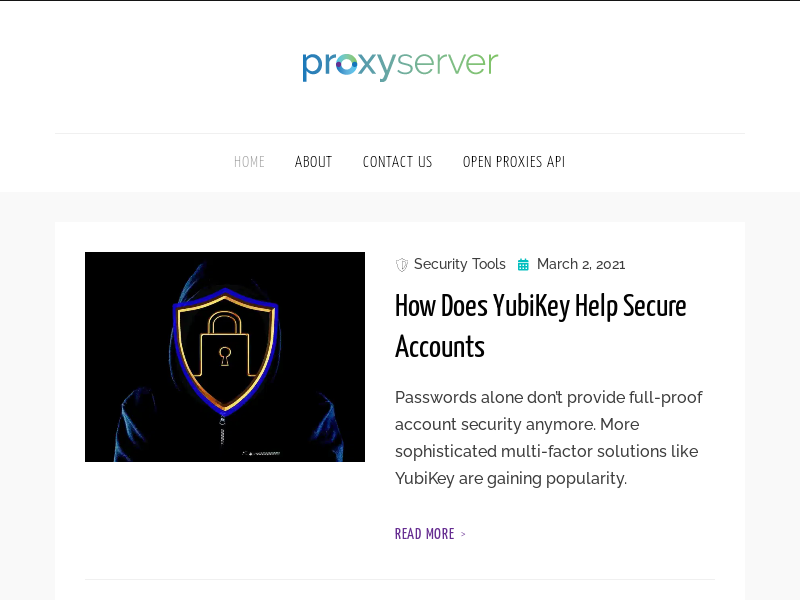 proxyserver
HOME ABOUT CONTACT US OPEN PROXIES API
Security Tools March 2, 2021
How Does YubiKey Help Secure
Accounts
Passwords alone don't provide full-proof
account security anymore. More
sophisticated multi-factor solutions like
YubiKey are gaining popularity.
READ MORE >